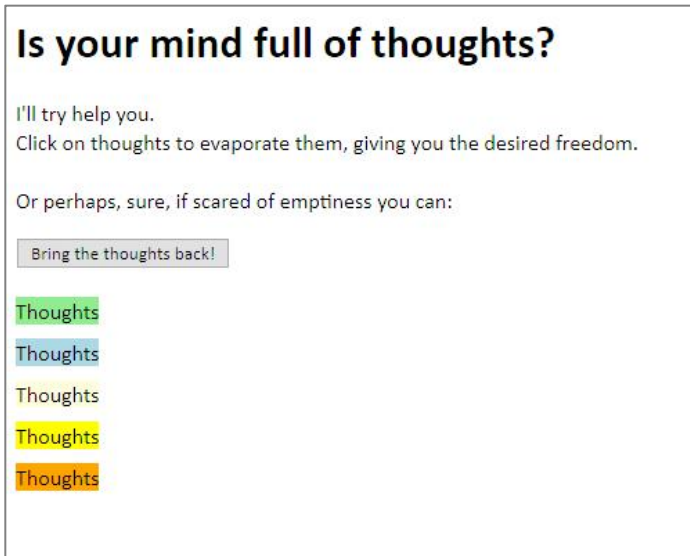 Is your mind full of thoughts?
I'll try help you.
Click on thoughts to evaporate them, giving you the desired freedom.
Or perhaps, sure, if scared of emptiness you can:
Bring the thoughts back!
Thoughts
Thoughts
Thoughts
Thoughts
Thoughts